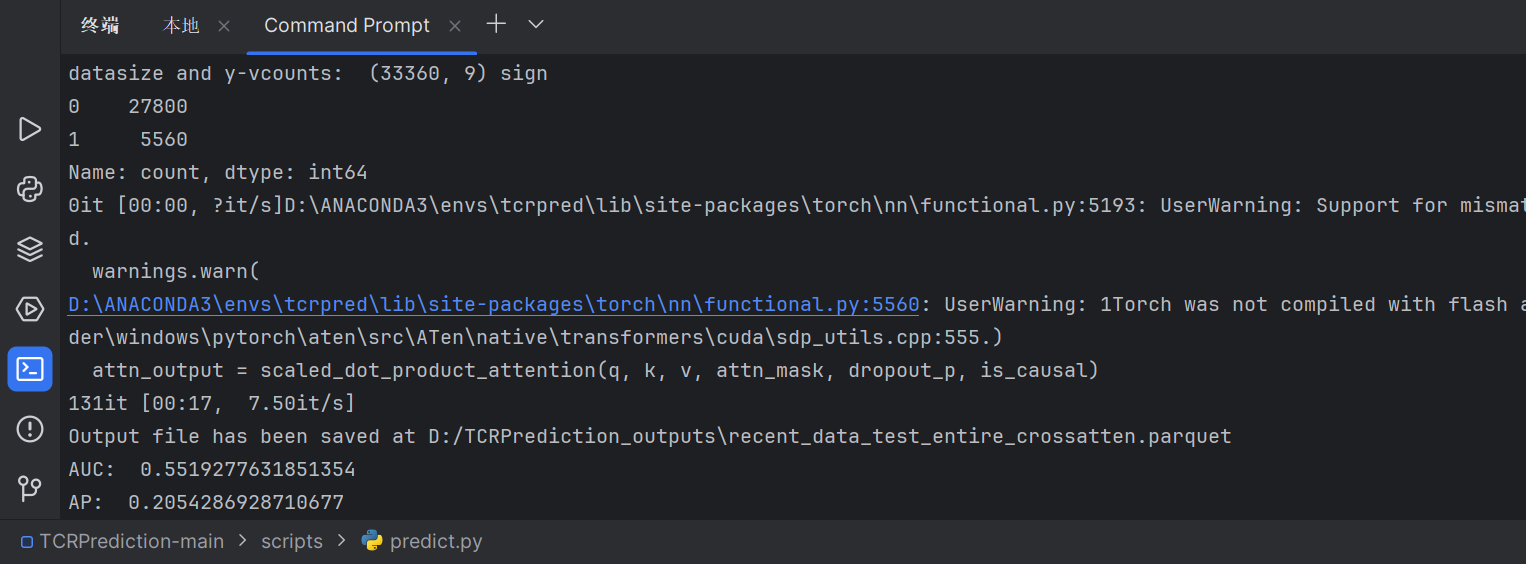 终端 本地 Command Prompt
datasize and y-vcounts:  (33360, 9) sign
0    27800
1     5560
Name: count, dtype: int64
0it [00:00, ?it/s]D:\ANACONDA3\envs\tcrpred\lib\site-packages\torch\nn\functional.py:5193: UserWarning: Support for mismat
d.
  warnings.warn(
D:\ANACONDA3\envs\tcrpred\lib\site-packages\torch\nn\functional.py:5560: UserWarning: 1Torch was not compiled with flash a
der\windows\pytorch\aten\src\ATen\native\transformers\cuda\sdp_utils.cpp:555.)
  attn_output = scaled_dot_product_attention(q, k, v, attn_mask, dropout_p, is_causal)
131it [00:17,  7.50it/s]
Output file has been saved at D:/TCRPrediction_outputs\recent_data_test_entire_crossatten.parquet
AUC:  0.5519277631851354
AP:  0.2054286928710677
TCRPrediction-main > scripts > predict.py